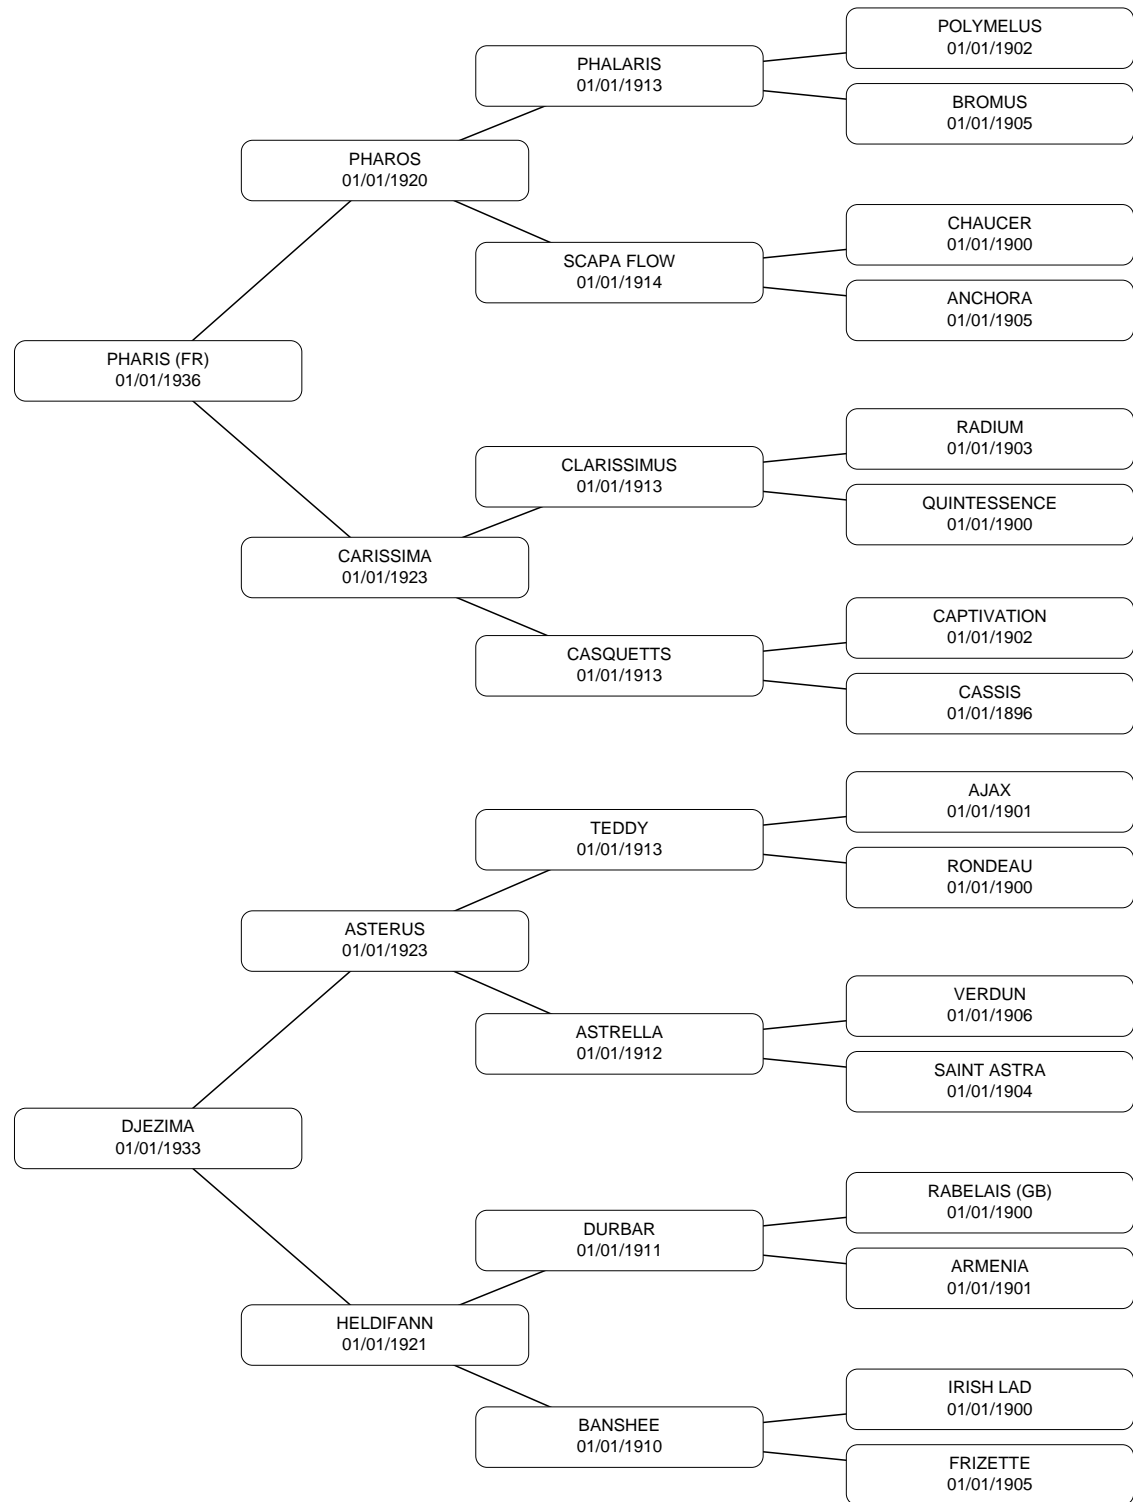 POLYMELUS
01/01/1902
PHALARIS
01/01/1913
BROMUS
01/01/1905
PHAROS
01/01/1920
CHAUCER
01/01/1900
SCAPA FLOW
01/01/1914
ANCHORA
01/01/1905
PHARIS (FR)
01/01/1936
RADIUM
01/01/1903
CLARISSIMUS
01/01/1913
QUINTESSENCE
01/01/1900
CARISSIMA
01/01/1923
CAPTIVATION
01/01/1902
CASQUETTS
01/01/1913
CASSIS
01/01/1896
AJAX
01/01/1901
TEDDY
01/01/1913
RONDEAU
01/01/1900
ASTERUS
01/01/1923
VERDUN
01/01/1906
ASTRELLA
01/01/1912
SAINT ASTRA
01/01/1904
DJEZIMA
01/01/1933
RABELAIS (GB)
01/01/1900
DURBAR
01/01/1911
ARMENIA
01/01/1901
HELDIFANN
01/01/1921
IRISH LAD
01/01/1900
BANSHEE
01/01/1910
FRIZETTE
01/01/1905